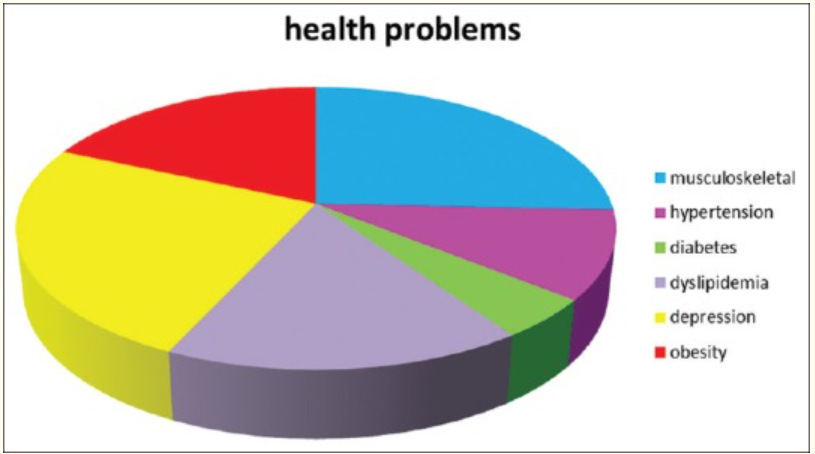 health problems
musculoskeletal
hypertension
diabetes
dyslipidemia
depression
obesity